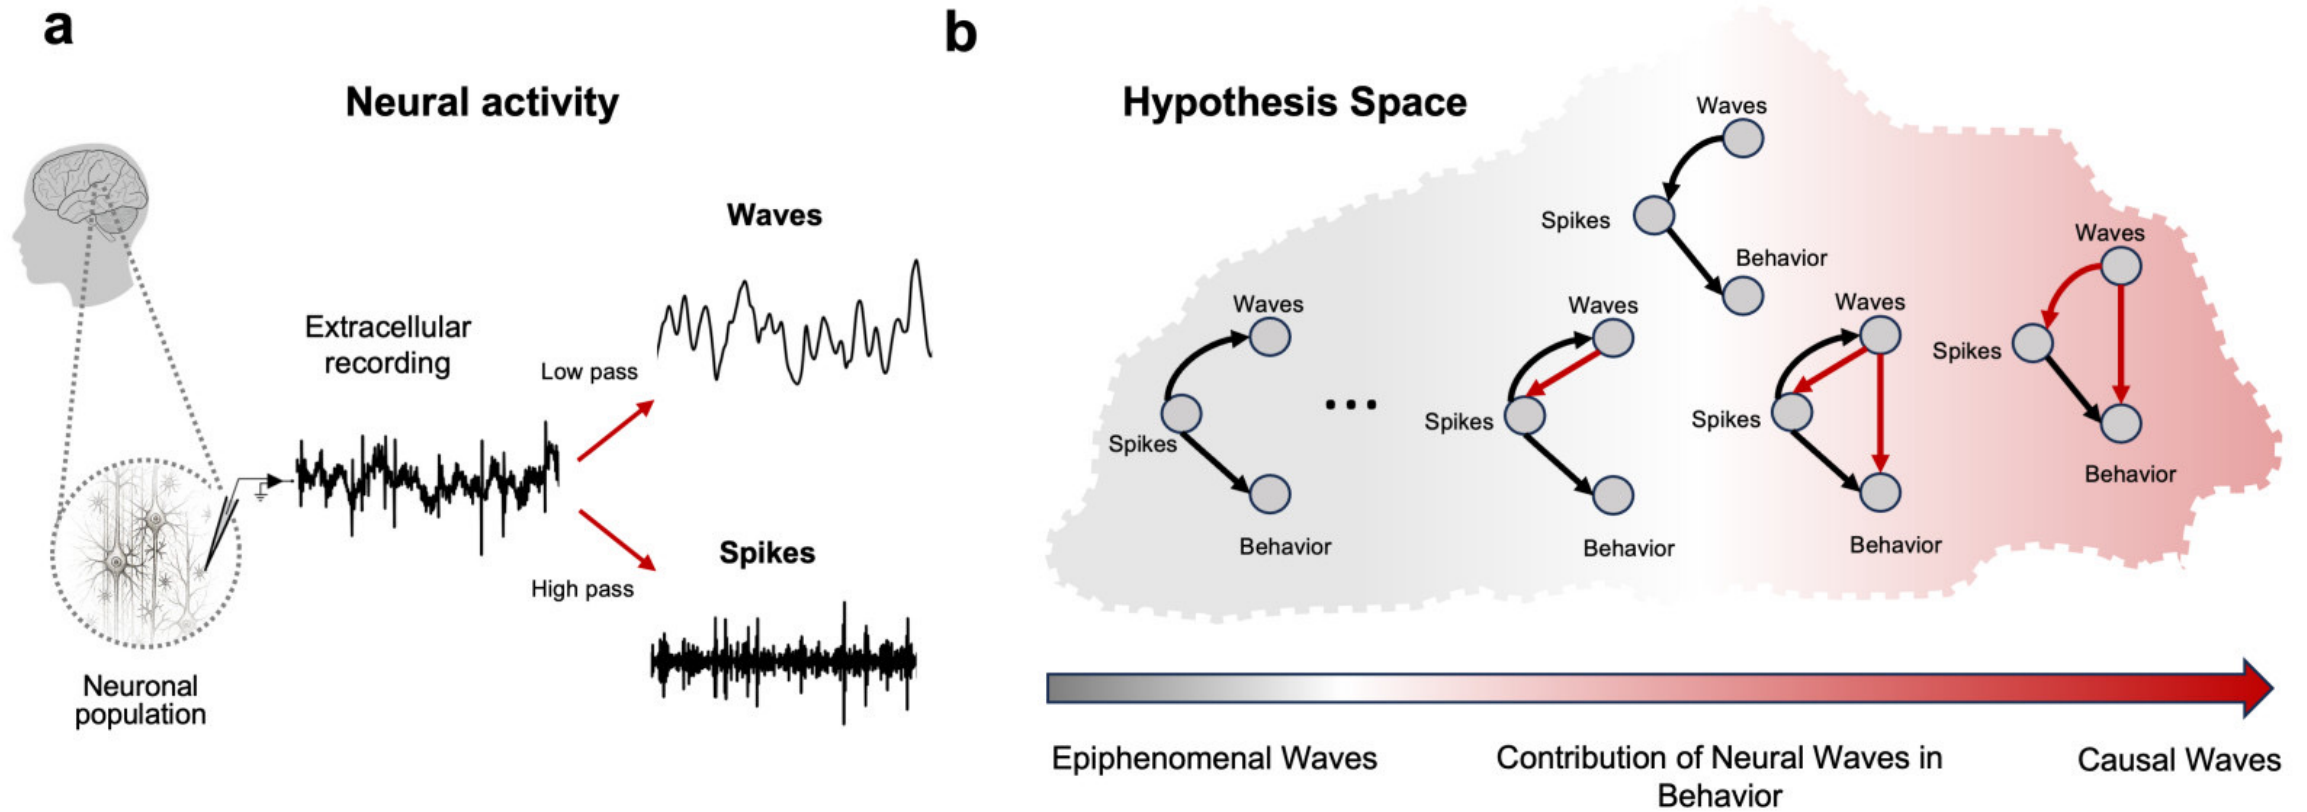 a
Neural activity
Waves
Extracellular
recording
Low pass
Spikes
High pass
Neuronal
population
b
Hypothesis Space
Waves
Spikes
Behavior
Waves
Spikes
Behavior
...
Waves
Spikes
Behavior
Waves
Spikes
Behavior
Waves
Spikes
Behavior
Epiphenomenal Waves
Contribution of Neural Waves in
Behavior
Causal Waves